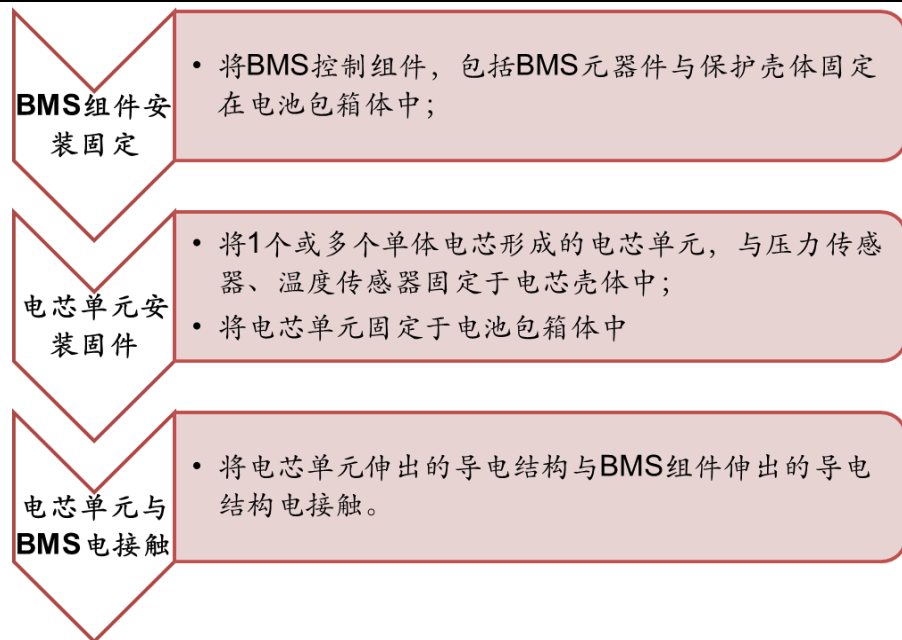 BMS组件安
装固定
• 将BMS控制组件，包括BMS元器件与保护壳体固定
在电池包箱体中；
电芯单元安
装固件
• 将1个或多个单体电芯形成的电芯单元，与压力传感
器、温度传感器固定于电芯壳体中；
• 将电芯单元固定于电池包箱体中
电芯单元与
BMS电接触
• 将电芯单元伸出的导电结构与BMS组件伸出的导电
结构电接触。